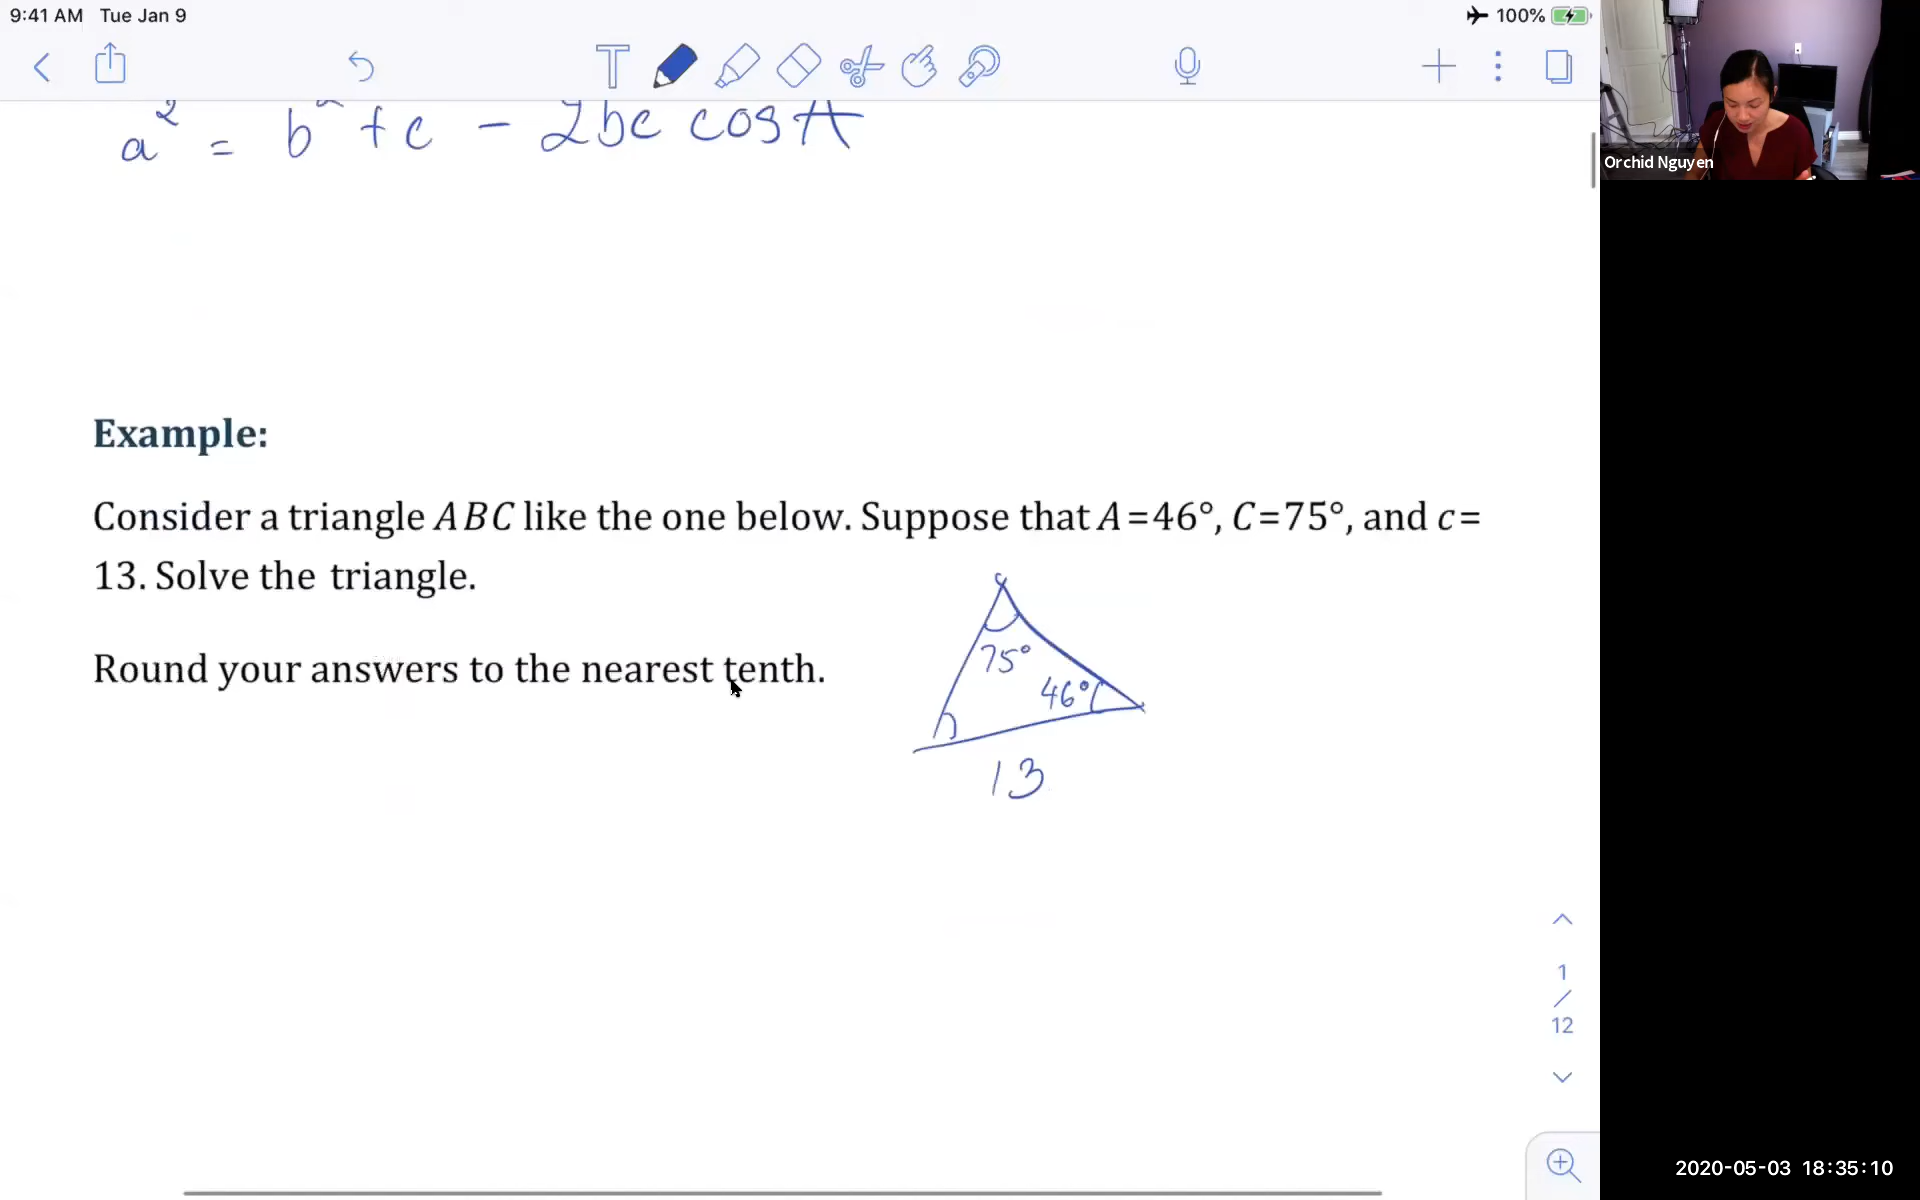 9:41 AM Tue Jan 9
100%
T
a² = b² + c - 2bc cos A
Orchid Nguyen
Example:
Consider a triangle ABC like the one below. Suppose that A=46°, C=75°, and c=
13. Solve the triangle.
Round your answers to the nearest tenth.
75°
46°
13
1
/
12
2020-05-03 18:35:10